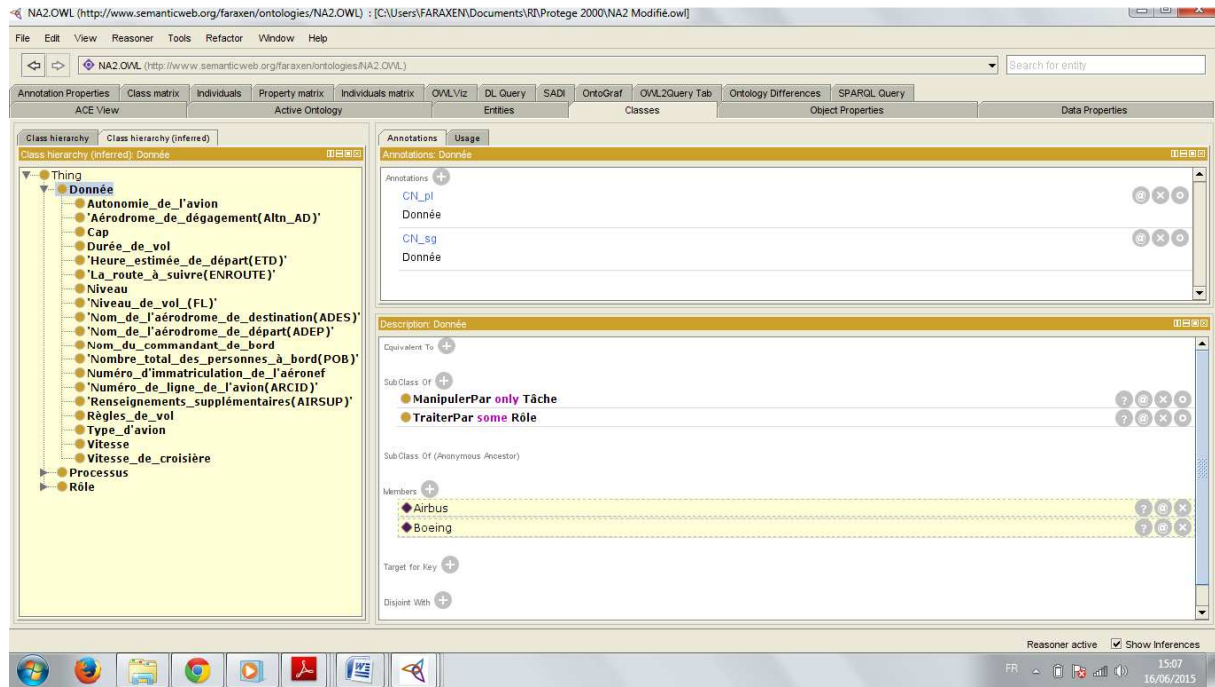 NA2.OWL (http://www.semanticweb.org/faraxen/ontologies/NA2.OWL) : [C:\Users\FARAXEN\Documents\RI\Protege 2000\NA2 Modifié.owl]
File Edit View Reasoner Tools Refactor Window Help
NA2.OWL (http://www.semanticweb.org/faraxen/ontologies/NA2.OWL)
Search for entity
Annotation Properties Class matrix Individuals Property matrix Individuals matrix OWLViz DL Query SADI OntoGraf OWL2Query Tab Ontology Differences SPARQL Query
ACE View Active Ontology Entities Classes Object Properties Data Properties
Class hierarchy Class hierarchy (inferred)
Class hierarchy (inferred): Donnée
Thing
Donnée
Autonomie_de_l'avion
'Aérodrome_de_dégagement(Altn_AD)'
Cap
Durée_de_vol
'Heure_estimée_de_départ(ETD)'
'La_route_à_suivre(ENROUTE)'
Niveau
'Niveau_de_vol_(FL)'
'Nom_de_l'aérodrome_de_destination(ADES)'
'Nom_de_l'aérodrome_de_départ(ADEP)'
Nom_du_commandant_de_bord
'Nombre_total_des_personnes_à_bord(POB)'
Numéro_d'immatriculation_de_l'aéronef
'Numéro_de_ligne_de_l'avion(ARCID)'
'Renseignements_supplémentaires(AIRSUP)'
Règles_de_vol
Type_d'avion
Vitesse
Vitesse_de_croisière
Processus
Rôle
Annotations Usage
Annotations: Donnée
Annotations
CN_pl
Donnée
CN_sg
Donnée
Description: Donnée
Equivalent To
SubClass Of
ManipulerPar only Tâche
TraiterPar some Rôle
SubClass Of (Anonymous Ancestor)
Members
Airbus
Boeing
Target for Key
Disjoint With
Reasoner active Show Inferences
FR 15:07
16/06/2015